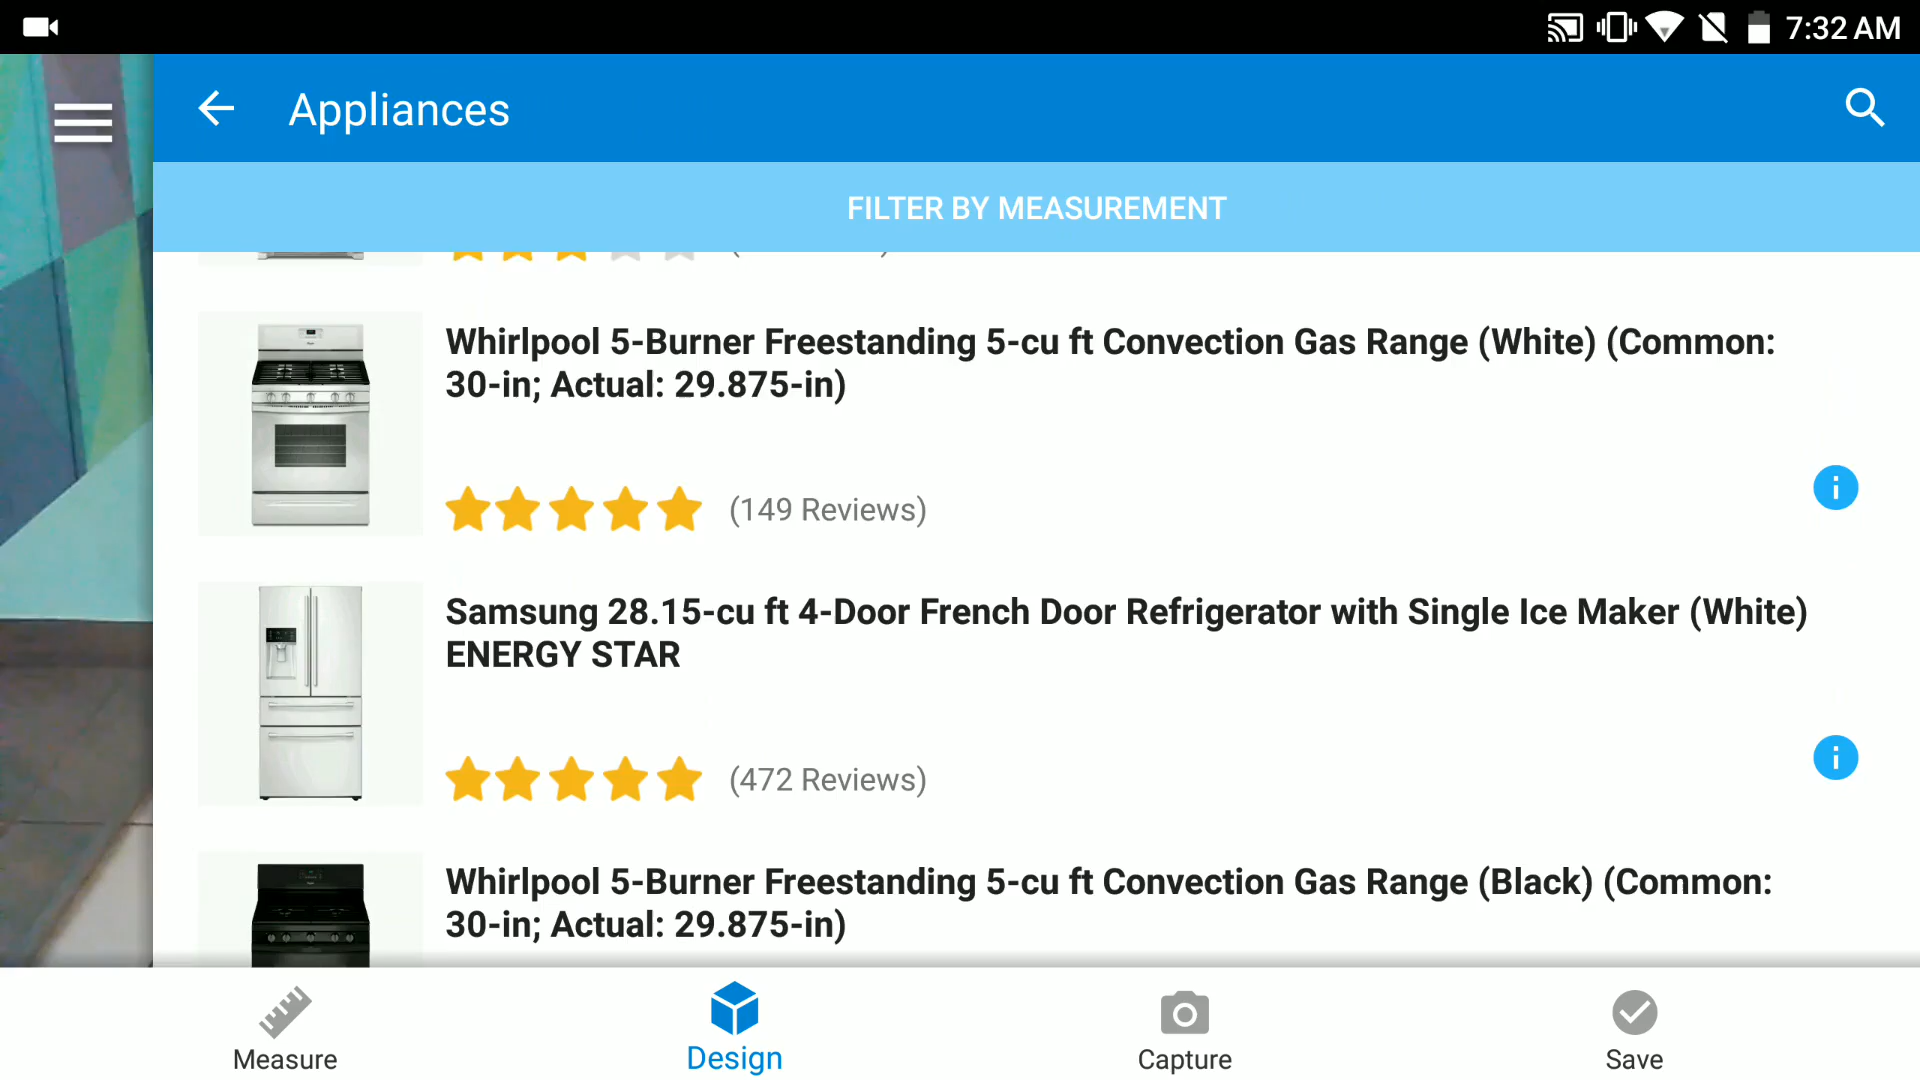 7:32 AM
Appliances
FILTER BY MEASUREMENT
Whirlpool 5-Burner Freestanding 5-cu ft Convection Gas Range (White) (Common:
30-in; Actual: 29.875-in)
(149 Reviews)
Samsung 28.15-cu ft 4-Door French Door Refrigerator with Single Ice Maker (White)
ENERGY STAR
(472 Reviews)
Whirlpool 5-Burner Freestanding 5-cu ft Convection Gas Range (Black) (Common:
30-in; Actual: 29.875-in)
Measure
Design
Capture
Save